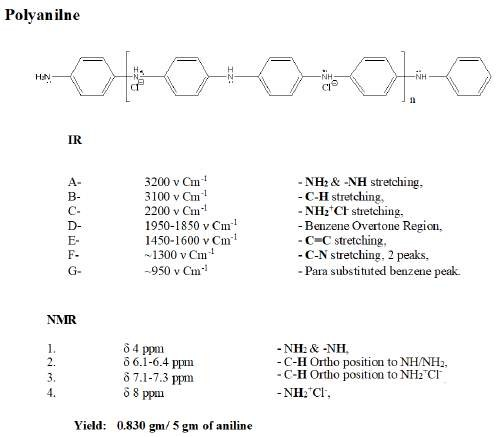 Polyanilne
H₂N N H Cl⊖ H N NH Cl⊖ NH
n
IR
A- 3200 ν Cm⁻¹ - NH₂ & -NH stretching,
B- 3100 ν Cm⁻¹ - C-H stretching,
C- 2200 ν Cm⁻¹ - NH₂⁺Cl⁻ stretching,
D- 1950-1850 ν Cm⁻¹ - Benzene Overtone Region,
E- 1450-1600 ν Cm⁻¹ - C=C stretching,
F- ~1300 ν Cm⁻¹ - C-N stretching, 2 peaks,
G- ~950 ν Cm⁻¹ - Para substituted benzene peak.
NMR
1. δ 4 ppm - NH₂ & -NH,
2. δ 6.1-6.4 ppm - C-H Ortho position to NH/NH₂,
3. δ 7.1-7.3 ppm - C-H Ortho position to NH₂⁺Cl⁻
4. δ 8 ppm - NH₂⁺Cl⁻,
Yield: 0.830 gm/ 5 gm of aniline